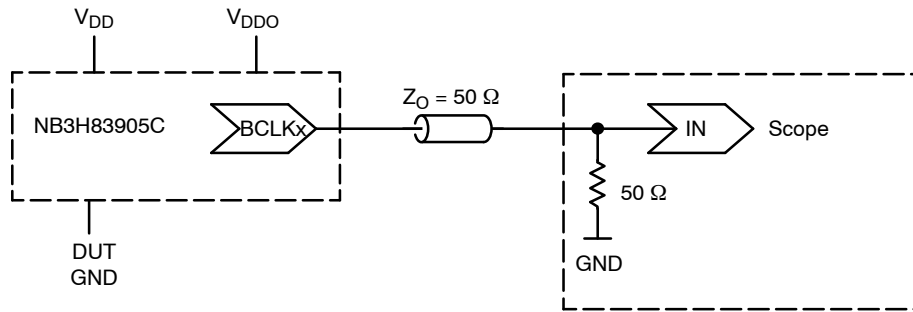 V_DD
V_DDO
NB3H83905C
BCLKx
Z_O = 50 Ω
IN
Scope
50 Ω
GND
DUT
GND